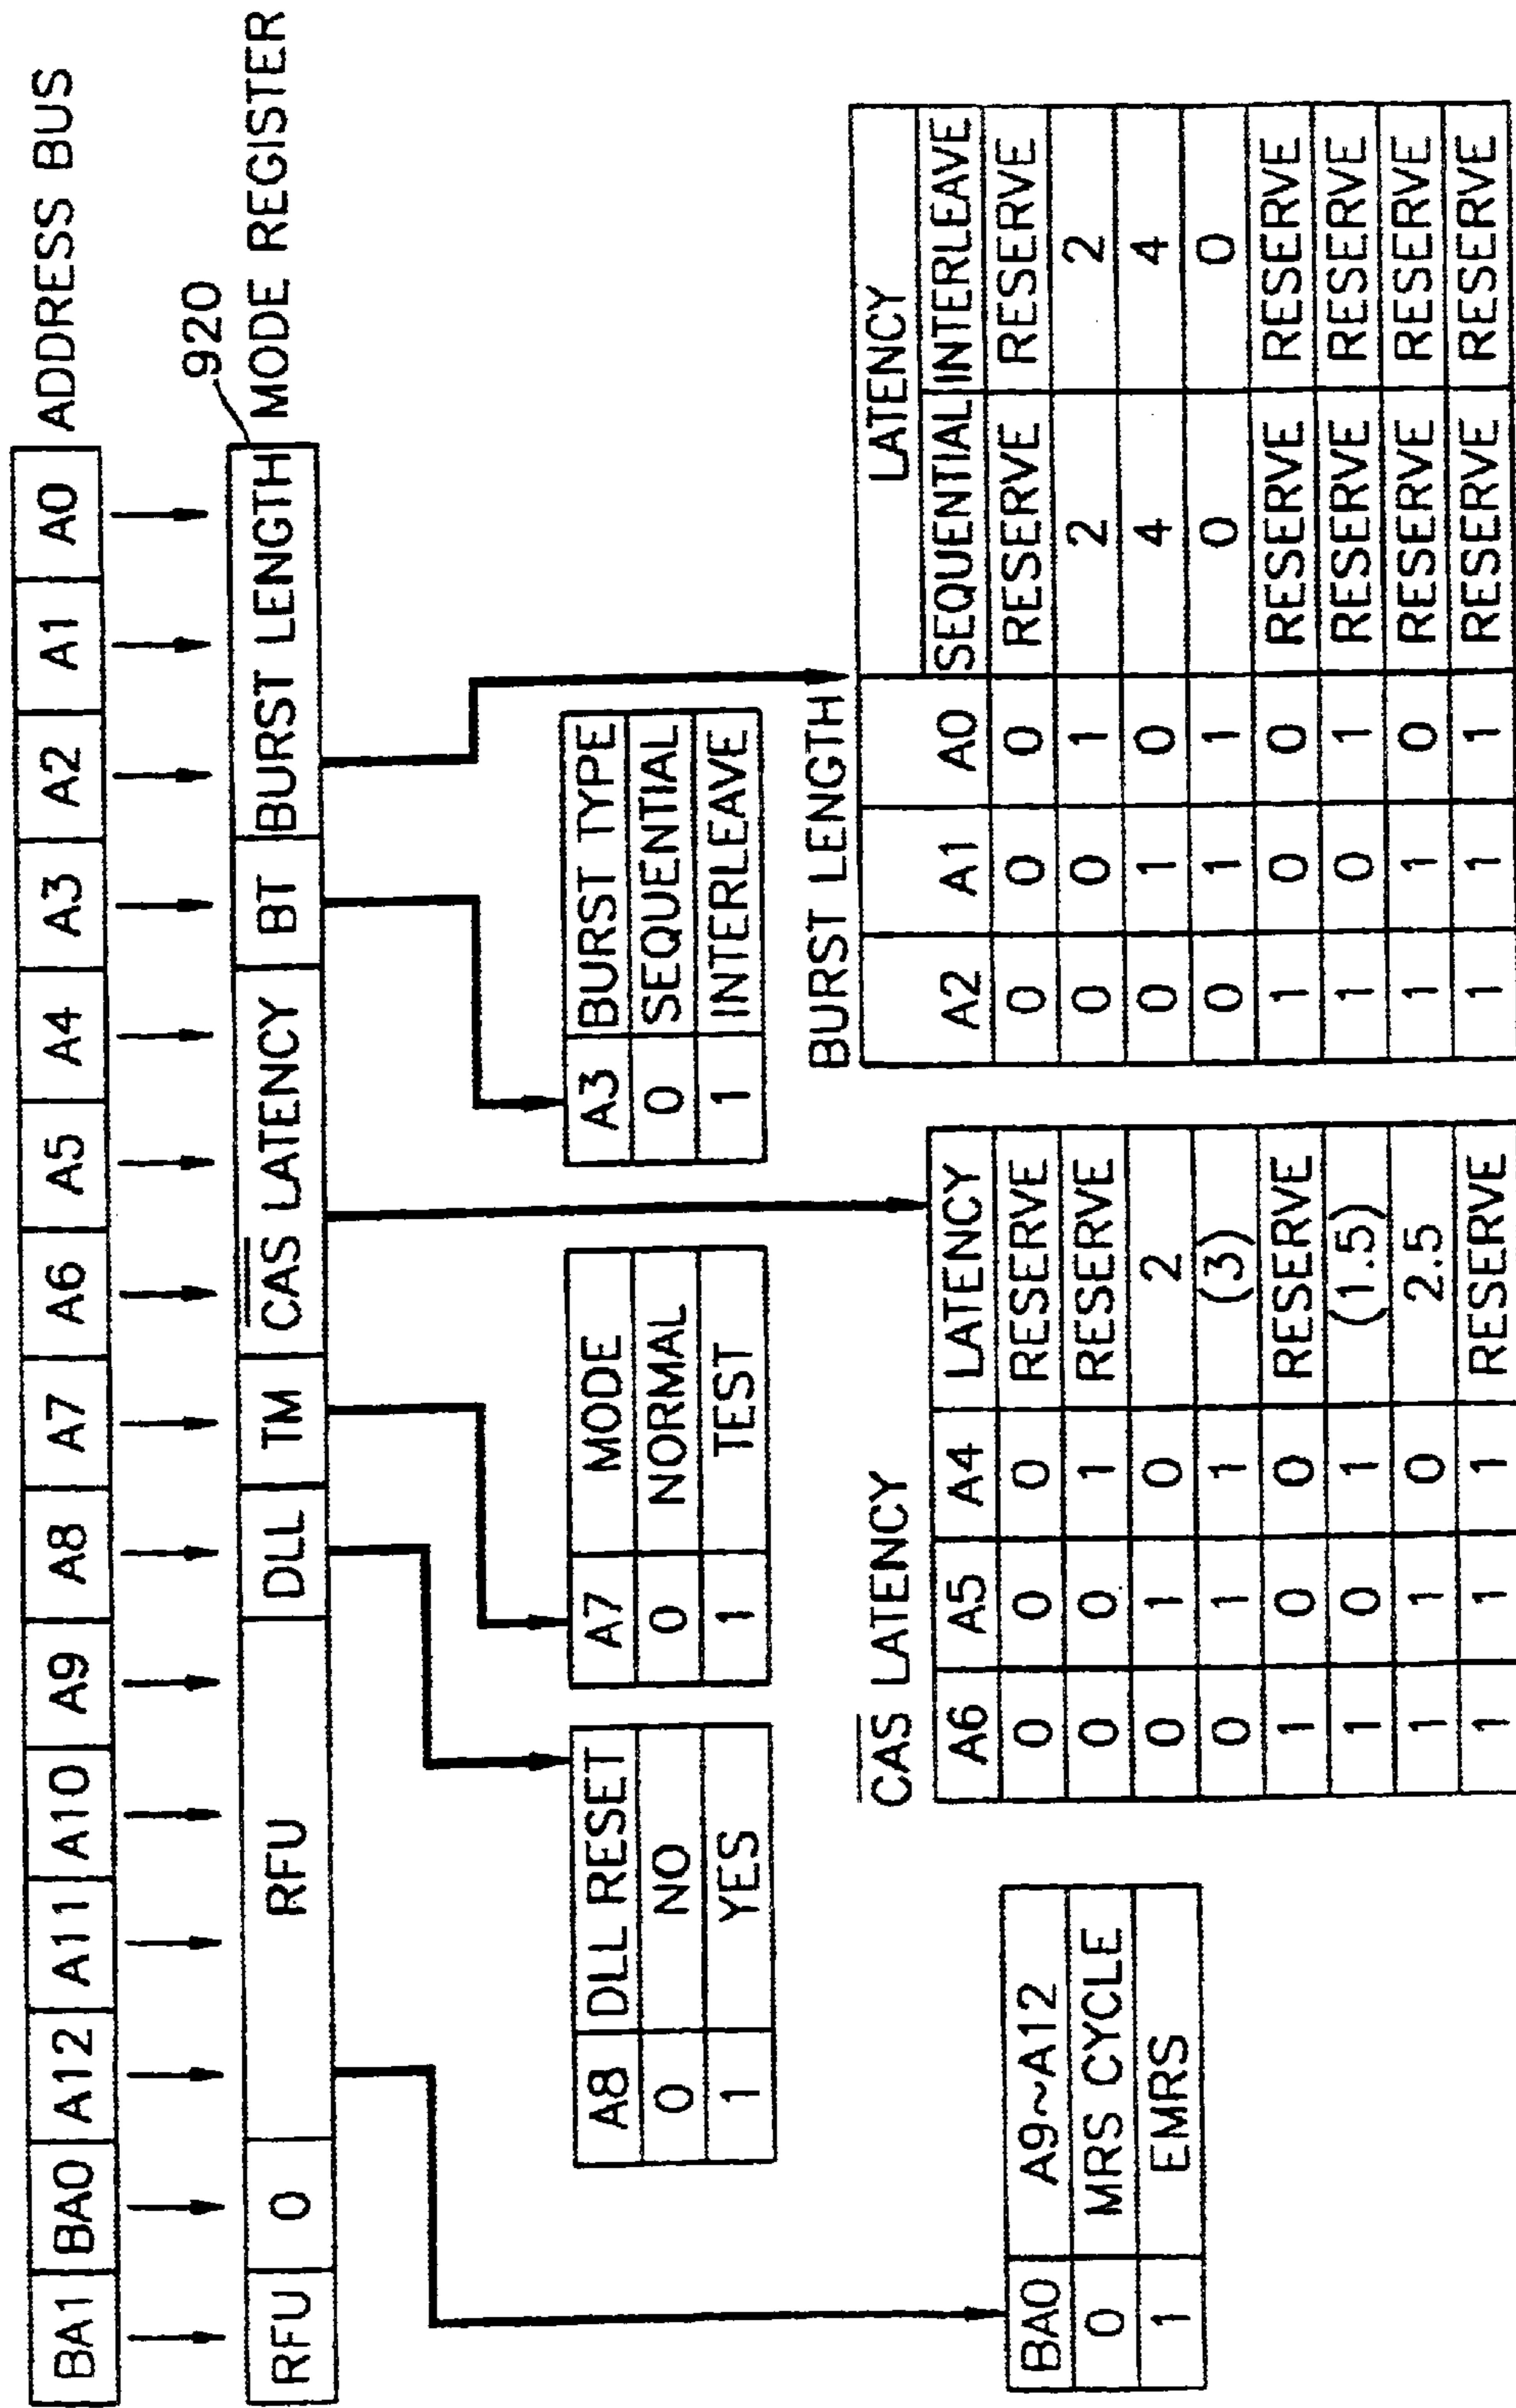 BA1 BA0 A12 A11 A10 A9 A8 A7 A6 A5 A4 A3 A2 A1 A0 ADDRESS BUS
920
RFU 0 RFU DLL TM CAS LATENCY BT BURST LENGTH MODE REGISTER
A8 DLL RESET
0 NO
1 YES
A7 MODE
0 NORMAL
1 TEST
A3 BURST TYPE
0 SEQUENTIAL
1 INTERLEAVE
BA0 A9~A12
0 MRS CYCLE
1 EMRS
CAS LATENCY
A6 A5 A4 LATENCY
0 0 0 RESERVE
0 0 1 RESERVE
0 1 0 2
0 1 1 (3)
1 0 0 RESERVE
1 0 1 (1.5)
1 1 0 2.5
1 1 1 RESERVE
BURST LENGTH
LATENCY
A2 A1 A0 SEQUENTIAL INTERLEAVE
0 0 0 RESERVE RESERVE
0 0 1 2 2
0 1 0 4 4
0 1 1 0 0
1 0 0 RESERVE RESERVE
1 0 1 RESERVE RESERVE
1 1 0 RESERVE RESERVE
1 1 1 RESERVE RESERVE